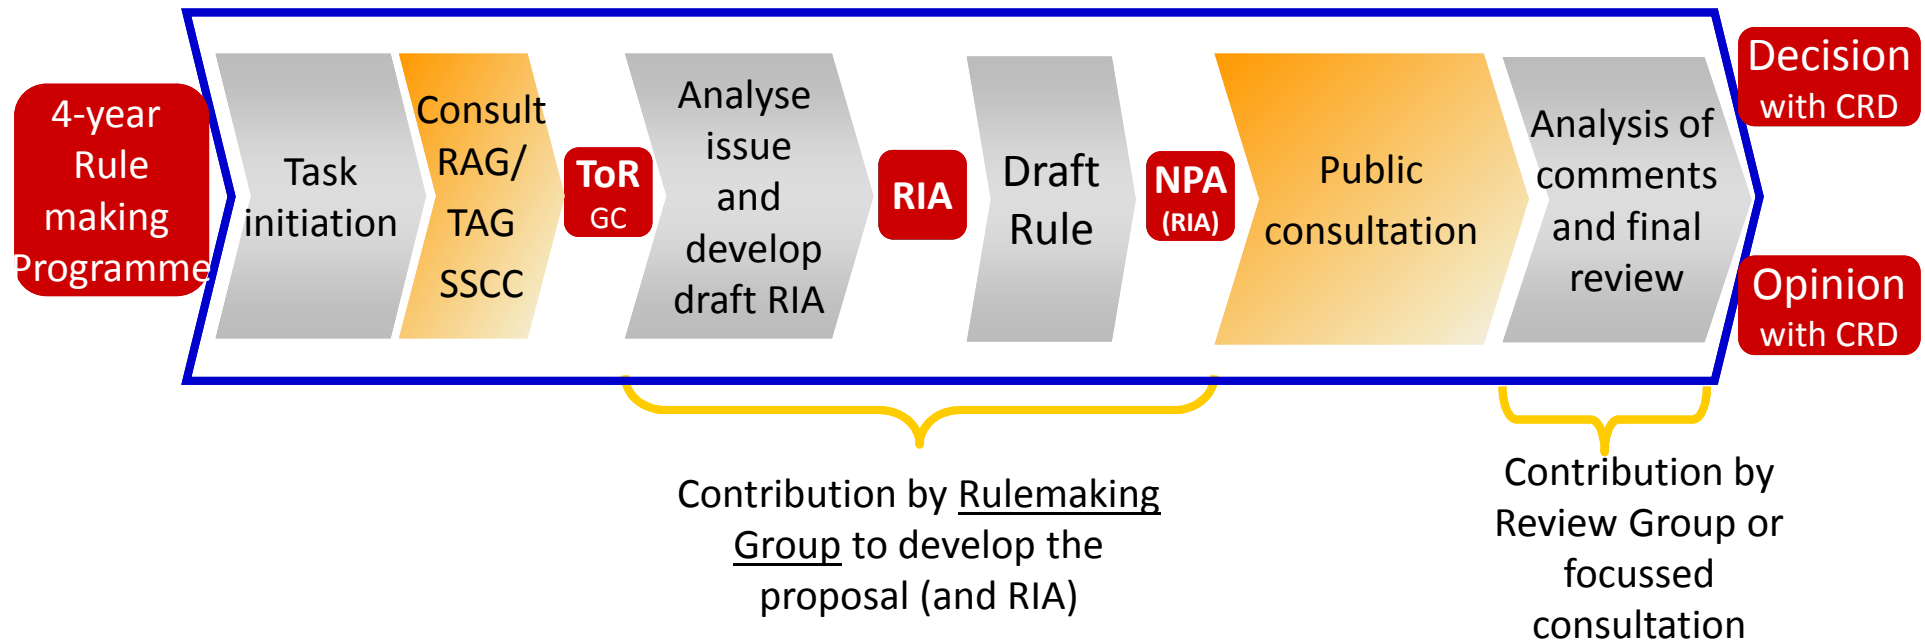 4-year
Rule
making
Programme
Task
initiation
Consult
RAG/
TAG
SSCC
ToR
GC
Analyse
issue
and
develop
draft RIA
RIA
Draft
Rule
NPA
(RIA)
Public
consultation
Analysis of
comments
and final
review
Decision
with CRD
Opinion
with CRD
Contribution by Rulemaking
Group to develop the
proposal (and RIA)
Contribution by
Review Group or
focussed
consultation